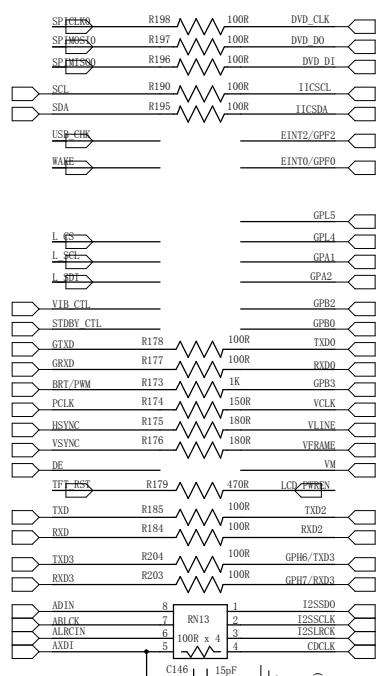 SPICLK0 R198 100R DVD_CLK
SPIMOSI0 R197 100R DVD_DO
SPIMISO0 R196 100R DVD_DI
SCL R190 100R IICSCL
SDA R195 100R IICSDA
USB_CHK EINT2/GPF2
WAKE EINT0/GPF0
GPL5
L_CS GPL4
L_SCL GPA1
L_SDI GPA2
VIB_CTL GPB2
STDBY_CTL GPB0
GTXD R178 100R TXD0
GRXD R177 100R RXD0
BRT/PWM R173 1K GPB3
PCLK R174 150R VCLK
HSYNC R175 180R VLINE
VSYNC R176 180R VFRAME
DE VM
TFT_RST R179 470R LCD_PWREN
TXD R185 100R TXD2
RXD R184 100R RXD2
TXD3 R204 100R GPH6/TXD3
RXD3 R203 100R GPH7/RXD3
ADIN 8 RN13 1 I2SSDO
ABLCK 7 2 I2SSCLK
ALRCIN 6 100R x 4 3 I2SLRCK
AXDI 5 4 CDCLK
C146 15pF